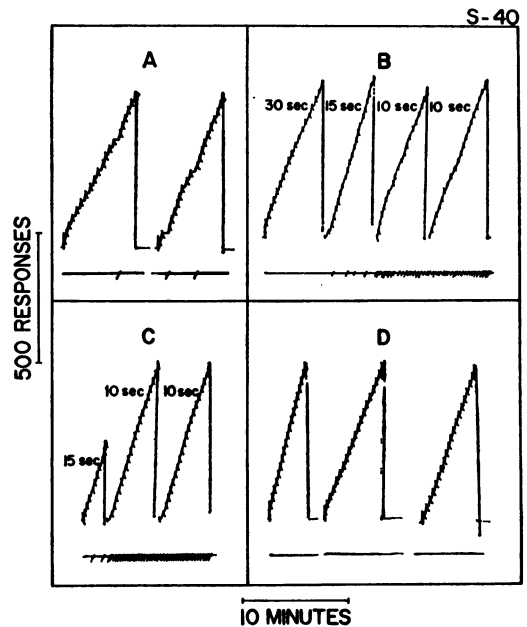 S-40
A
B
30 sec 15 sec 10 sec 10 sec
500 RESPONSES
C
D
10 sec 10 sec
15 sec
10 MINUTES